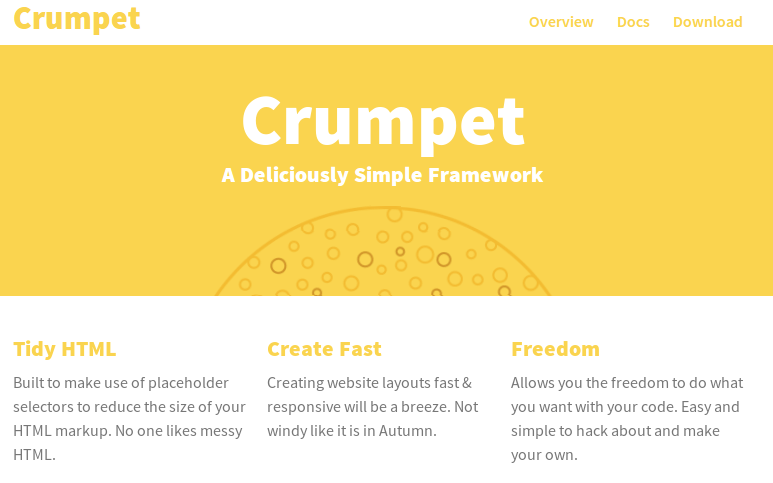 Crumpet
Overview Docs Download
Crumpet
A Deliciously Simple Framework
Tidy HTML
Built to make use of placeholder
selectors to reduce the size of your
HTML markup. No one likes messy
HTML.
Create Fast
Creating website layouts fast &
responsive will be a breeze. Not
windy like it is in Autumn.
Freedom
Allows you the freedom to do what
you want with your code. Easy and
simple to hack about and make
your own.